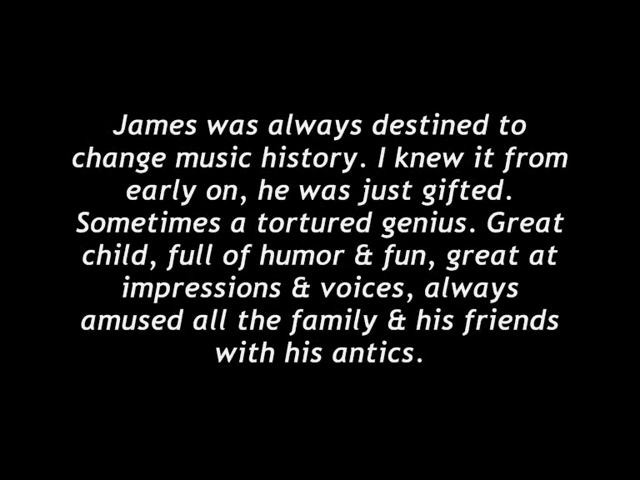 James was always destined to
change music history. I knew it from
early on, he was just gifted.
Sometimes a tortured genius. Great
child, full of humor & fun, great at
impressions & voices, always
amused all the family & his friends
with his antics.